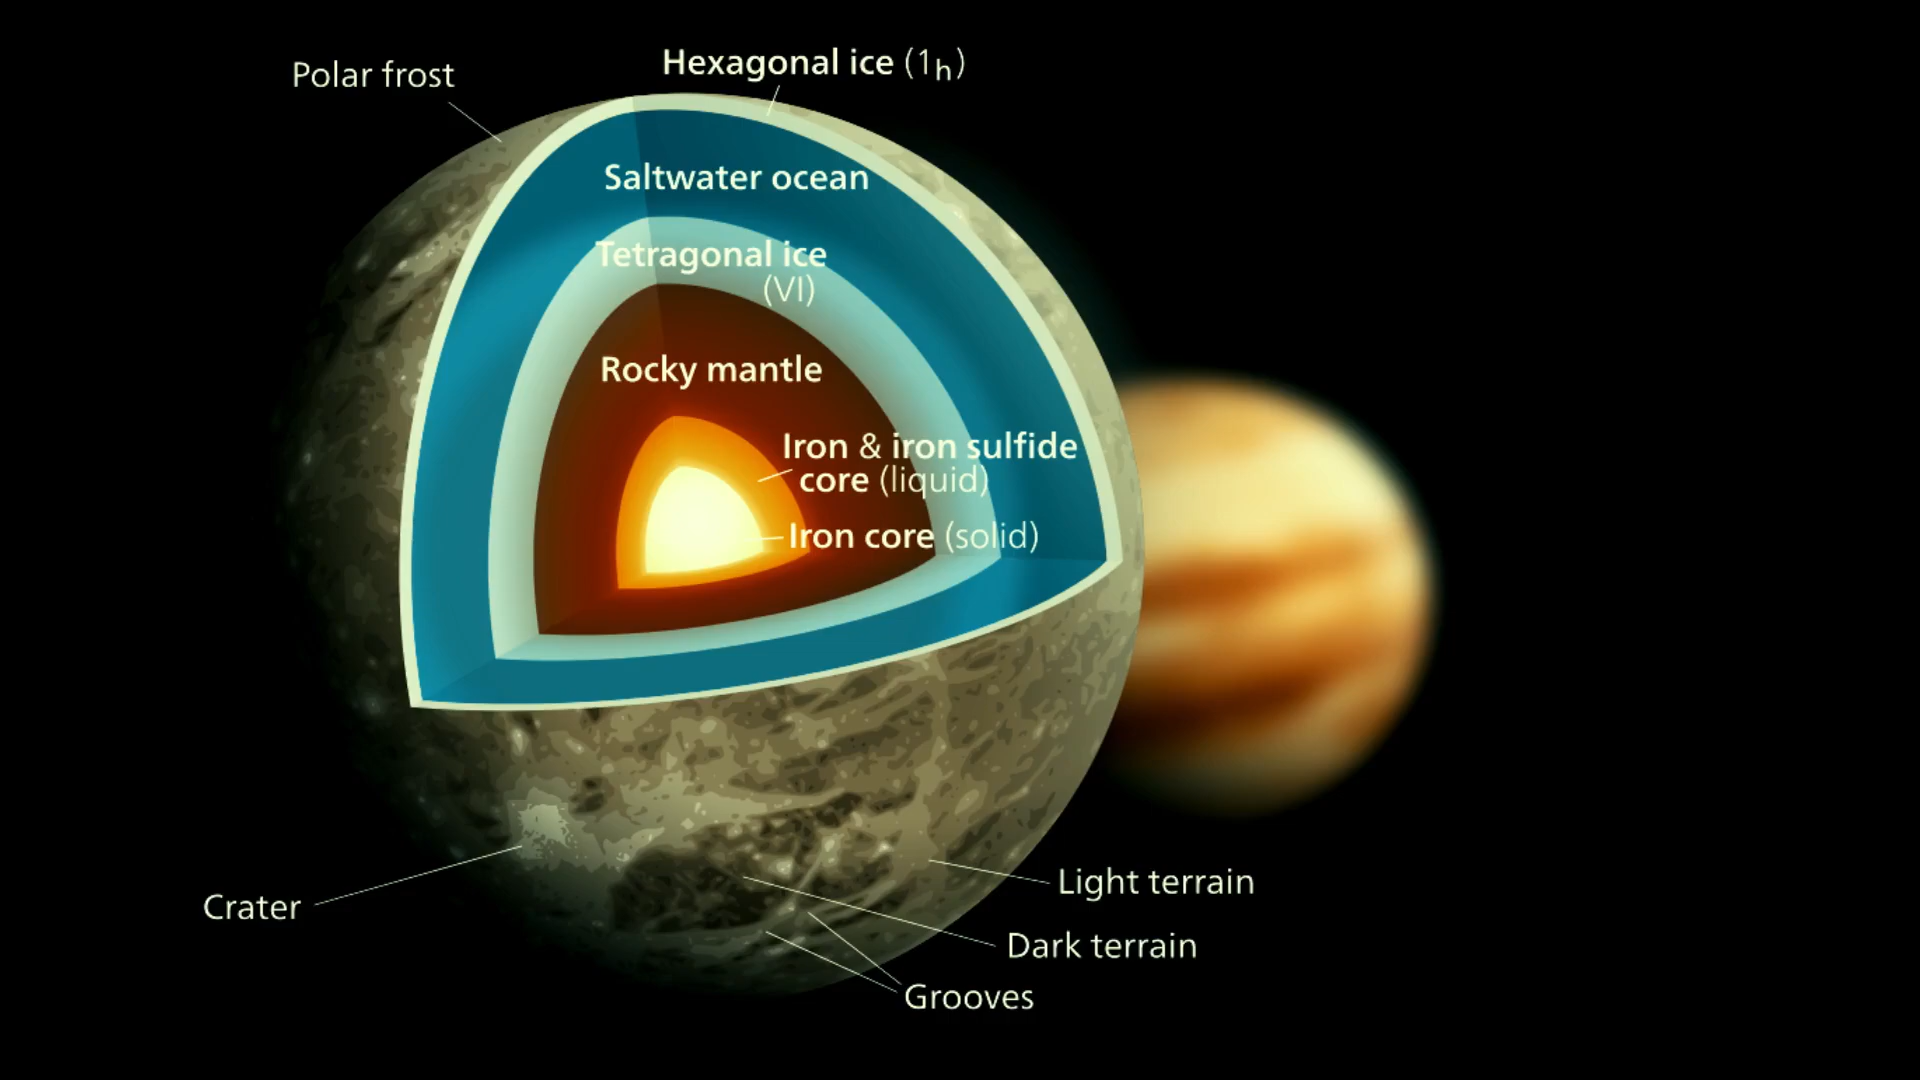 Polar frost
Hexagonal ice (1h)
Saltwater ocean
Tetragonal ice
(VI)
Rocky mantle
Iron & iron sulfide
core (liquid)
Iron core (solid)
Crater
Light terrain
Dark terrain
Grooves